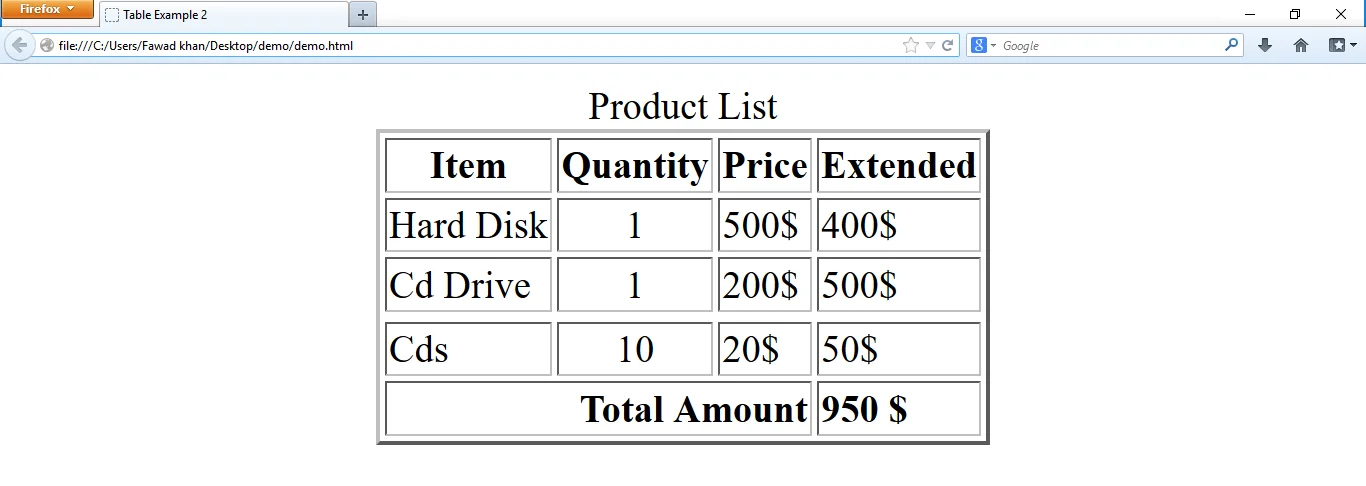 Firefox
Table Example 2
file:///C:/Users/Fawad khan/Desktop/demo/demo.html
8 Google
Product List
Item Quantity Price Extended
Hard Disk 1 500$ 400$
Cd Drive 1 200$ 500$
Cds 10 20$ 50$
Total Amount 950 $